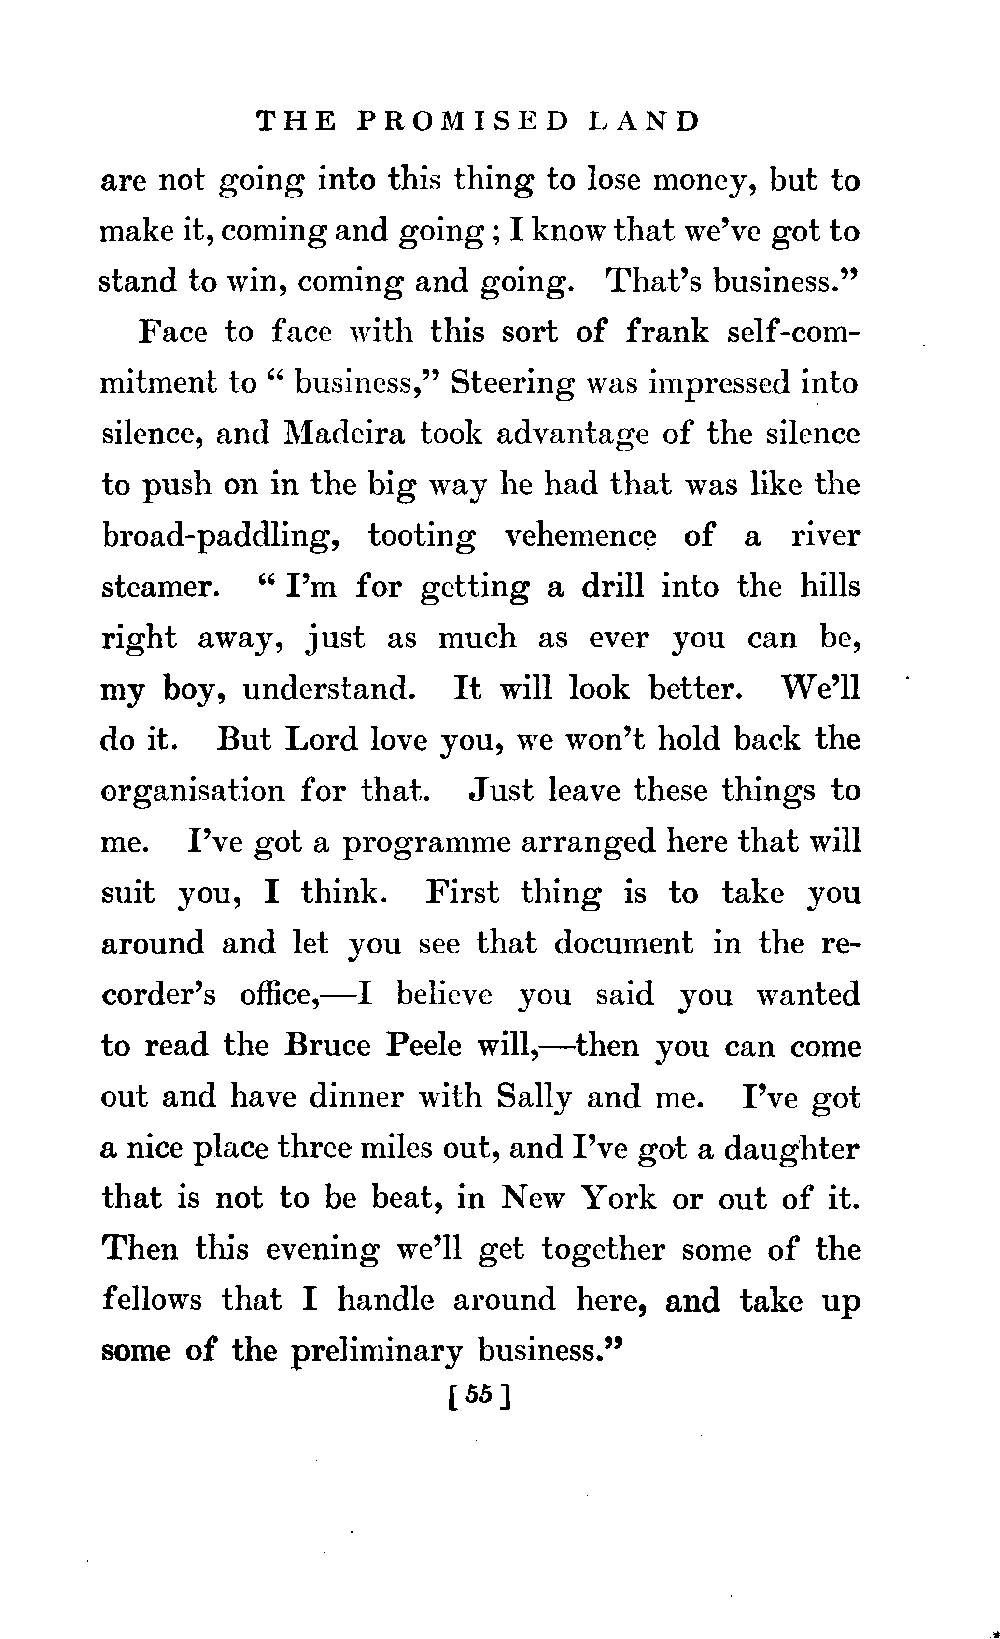 THE PROMISED LAND
are not going into this thing to lose money, but to
make it, coming and going; I know that we've got to
stand to win, coming and going. That's business."
Face to face with this sort of frank self-com-
mitment to "business," Steering was impressed into
silence, and Madeira took advantage of the silence
to push on in the big way he had that was like the
broad-paddling, tooting vehemence of a river
steamer. "I'm for getting a drill into the hills
right away, just as much as ever you can be,
my boy, understand. It will look better. We'll
do it. But Lord love you, we won't hold back the
organisation for that. Just leave these things to
me. I've got a programme arranged here that will
suit you, I think. First thing is to take you
around and let you see that document in the re-
corder's office,—I believe you said you wanted
to read the Bruce Peele will,—then you can come
out and have dinner with Sally and me. I've got
a nice place three miles out, and I've got a daughter
that is not to be beat, in New York or out of it.
Then this evening we'll get together some of the
fellows that I handle around here, and take up
some of the preliminary business."
[55]